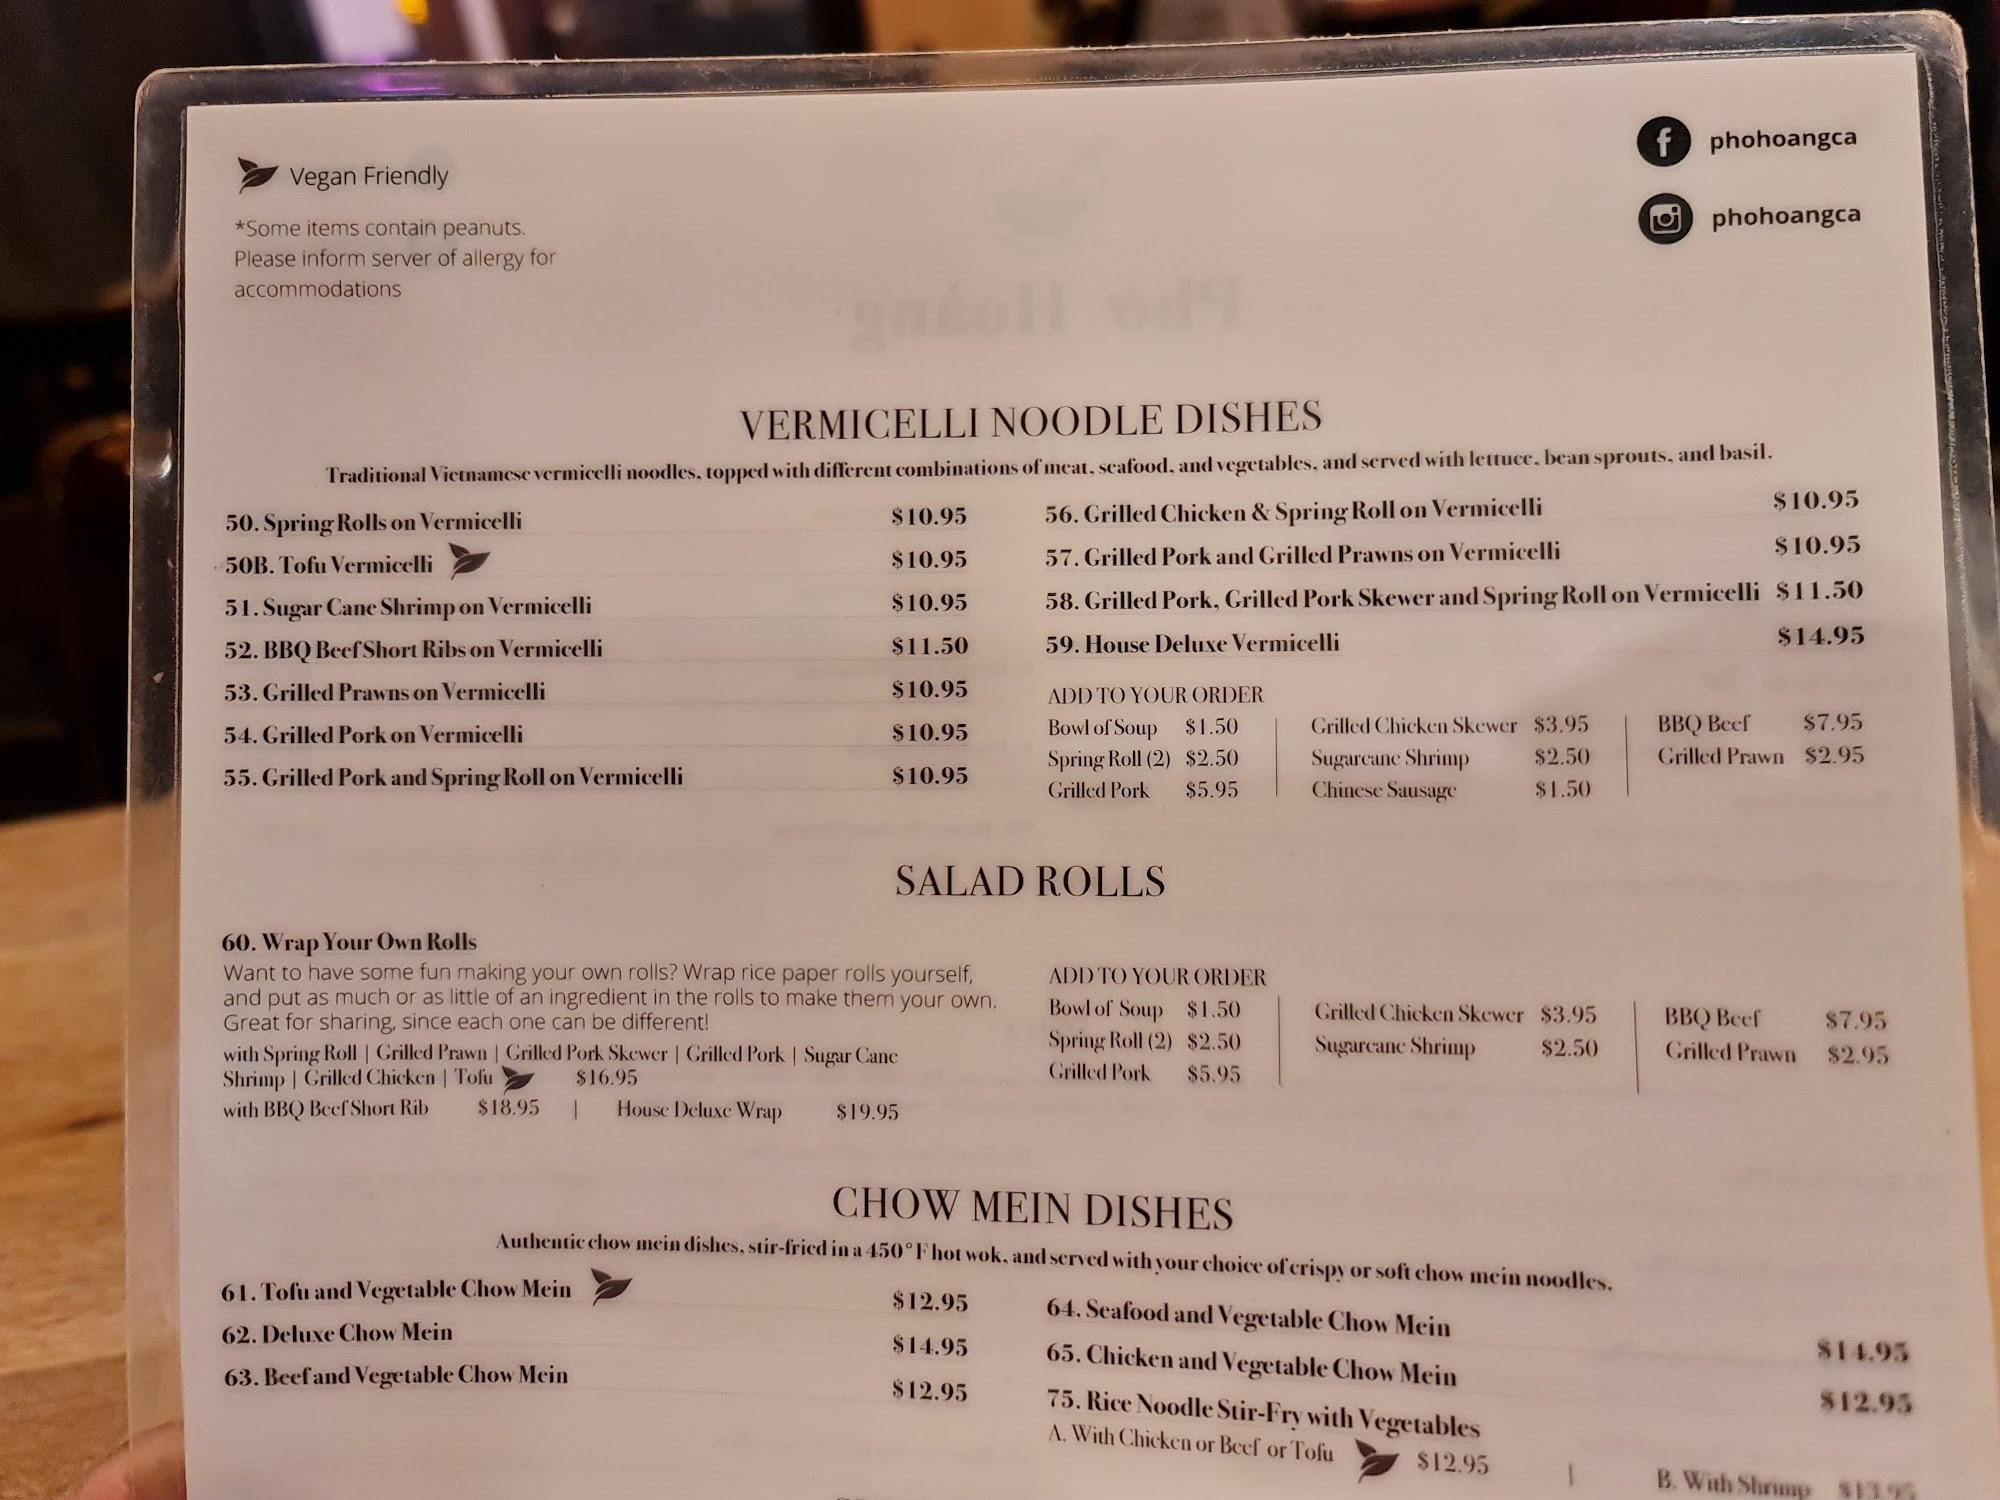 Vegan Friendly
*Some items contain peanuts.
Please inform server of allergy for
accommodations
phohoangca
phohoangca
VERMICELLI NOODLE DISHES
Traditional Vietnamese vermicelli noodles, topped with different combinations of meat, seafood, and vegetables, and served with lettuce, bean sprouts, and basil.
50. Spring Rolls on Vermicelli $10.95
50B. Tofu Vermicelli $10.95
51. Sugar Cane Shrimp on Vermicelli $10.95
52. BBQ Beef Short Ribs on Vermicelli $11.50
53. Grilled Prawns on Vermicelli $10.95
54. Grilled Pork on Vermicelli $10.95
55. Grilled Pork and Spring Roll on Vermicelli $10.95
56. Grilled Chicken & Spring Roll on Vermicelli $10.95
57. Grilled Pork and Grilled Prawns on Vermicelli $10.95
58. Grilled Pork, Grilled Pork Skewer and Spring Roll on Vermicelli $11.50
59. House Deluxe Vermicelli $14.95
ADD TO YOUR ORDER
Bowl of Soup $1.50 | Grilled Chicken Skewer $3.95 | BBQ Beef $7.95
Spring Roll (2) $2.50 | Sugarcane Shrimp $2.50 | Grilled Prawn $2.95
Grilled Pork $5.95 | Chinese Sausage $1.50
SALAD ROLLS
60. Wrap Your Own Rolls
Want to have some fun making your own rolls? Wrap rice paper rolls yourself,
and put as much or as little of an ingredient in the rolls to make them your own.
Great for sharing, since each one can be different!
with Spring Roll | Grilled Prawn | Grilled Pork Skewer | Grilled Pork | Sugar Cane
Shrimp | Grilled Chicken | Tofu $16.95
with BBQ Beef Short Rib $18.95 | House Deluxe Wrap $19.95
ADD TO YOUR ORDER
Bowl of Soup $1.50 | Grilled Chicken Skewer $3.95 | BBQ Beef $7.95
Spring Roll (2) $2.50 | Sugarcane Shrimp $2.50 | Grilled Prawn $2.95
Grilled Pork $5.95
CHOW MEIN DISHES
Authentic chow mein dishes, stir-fried in a 450°F hot wok, and served with your choice of crispy or soft chow mein noodles.
61. Tofu and Vegetable Chow Mein $12.95
62. Deluxe Chow Mein $14.95
63. Beef and Vegetable Chow Mein $12.95
64. Seafood and Vegetable Chow Mein $14.95
65. Chicken and Vegetable Chow Mein $12.95
75. Rice Noodle Stir-Fry with Vegetables
A. With Chicken or Beef or Tofu $12.95 | B. With Shrimp $13.95